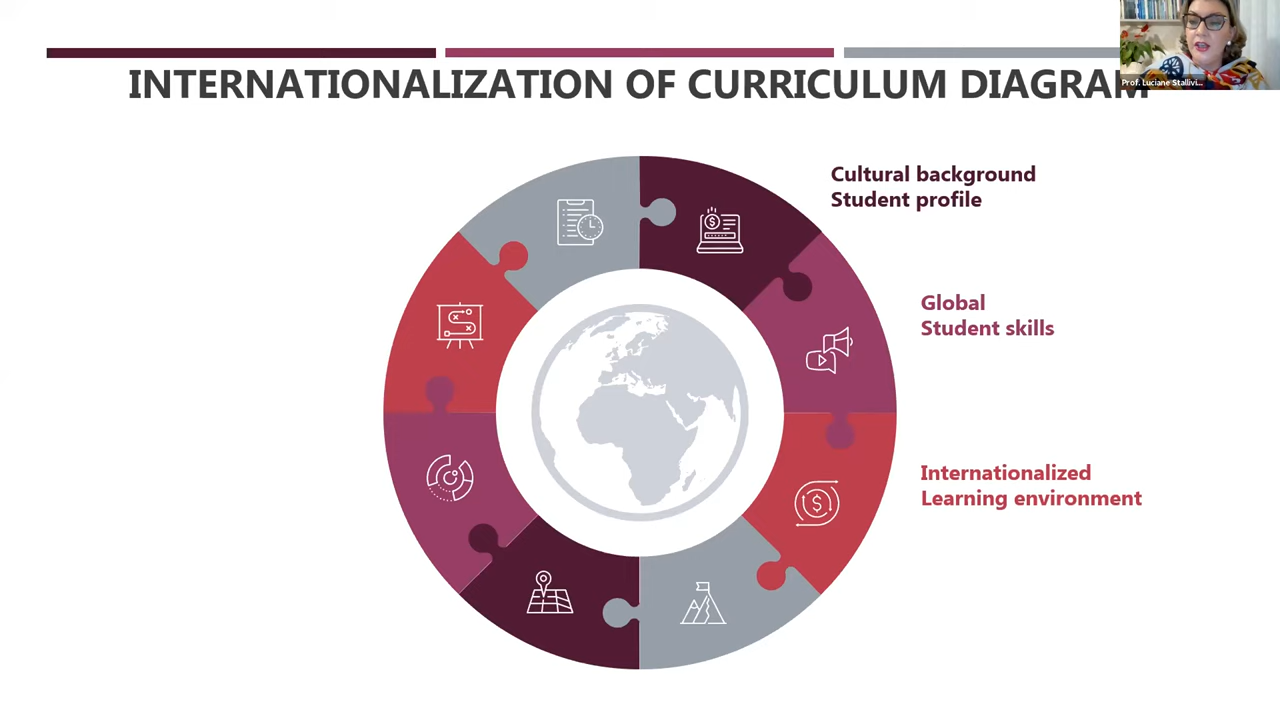 INTERNATIONALIZATION OF CURRICULUM DIAGRAM
Prof. Luciane Stallivi...
Cultural background
Student profile
Global
Student skills
Internationalized
Learning environment